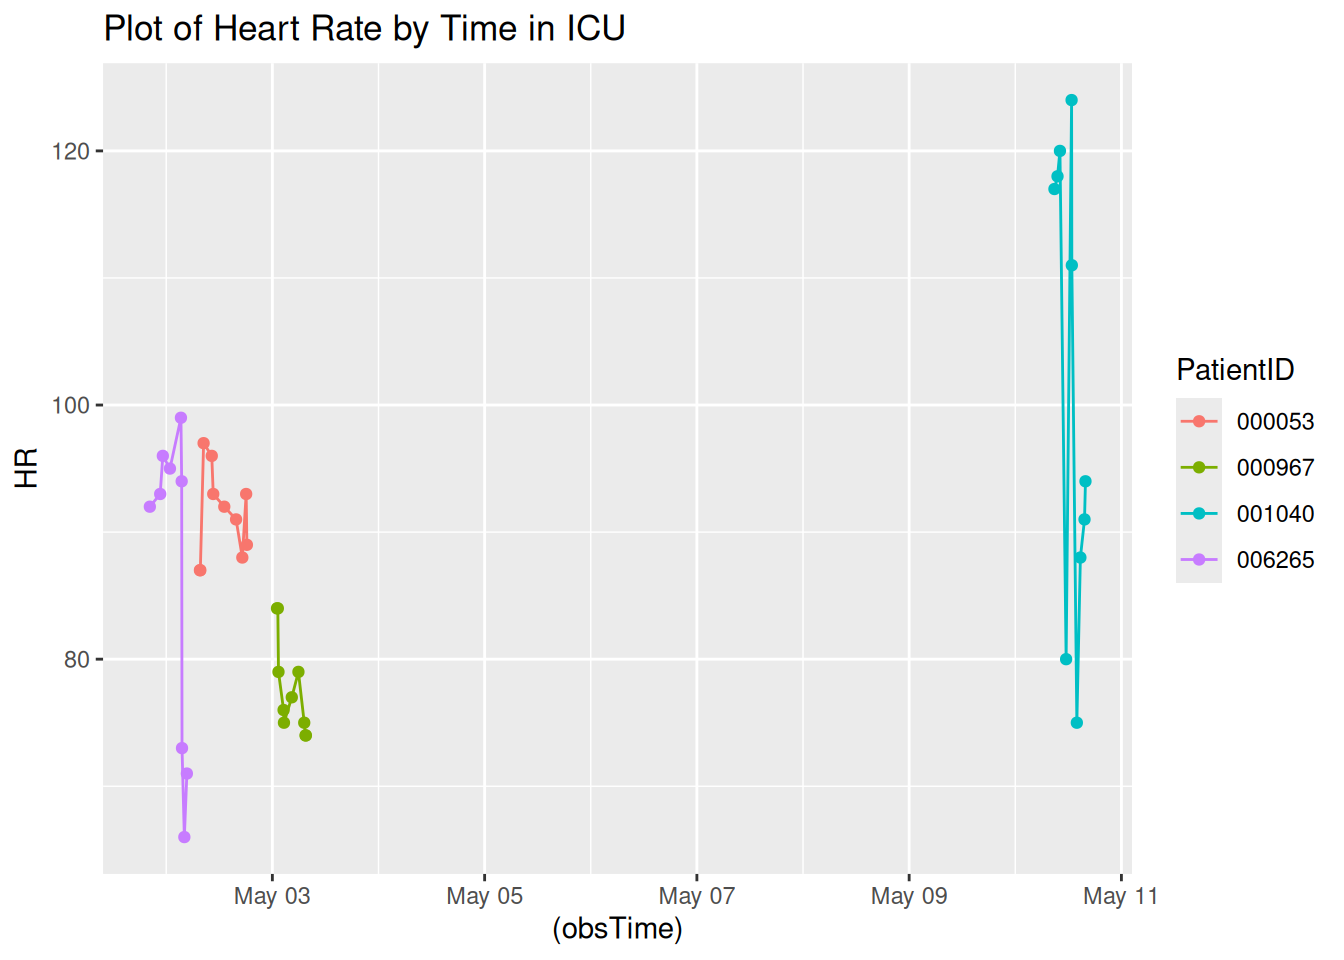 Plot of Heart Rate by Time in ICU
120
100
80
HR
May 03 May 05 May 07 May 09 May 11
(obsTime)
PatientID
000053
000967
001040
006265